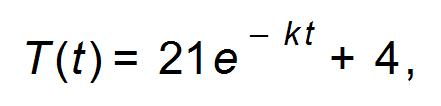 T(t) = 21e^{– kt} + 4,